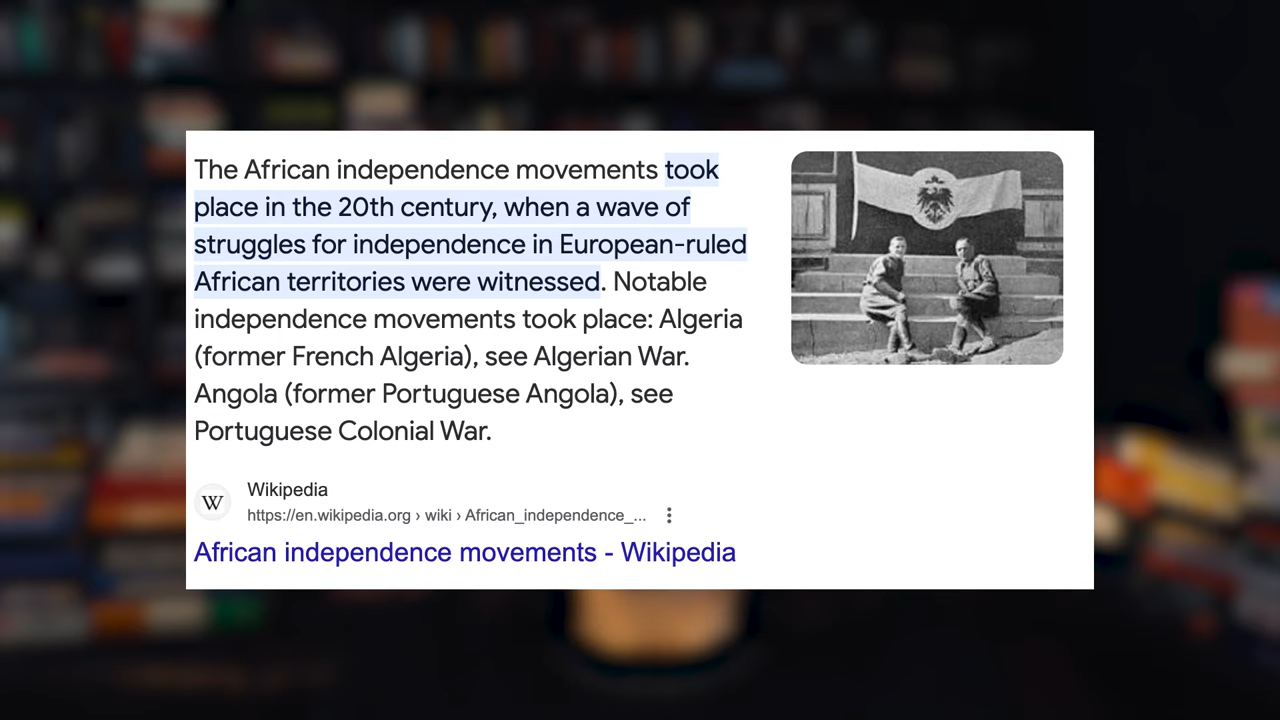 The African independence movements took
place in the 20th century, when a wave of
struggles for independence in European-ruled
African territories were witnessed. Notable
independence movements took place: Algeria
(former French Algeria), see Algerian War.
Angola (former Portuguese Angola), see
Portuguese Colonial War.
W
Wikipedia
https://en.wikipedia.org › wiki › African_independence_...
African independence movements - Wikipedia